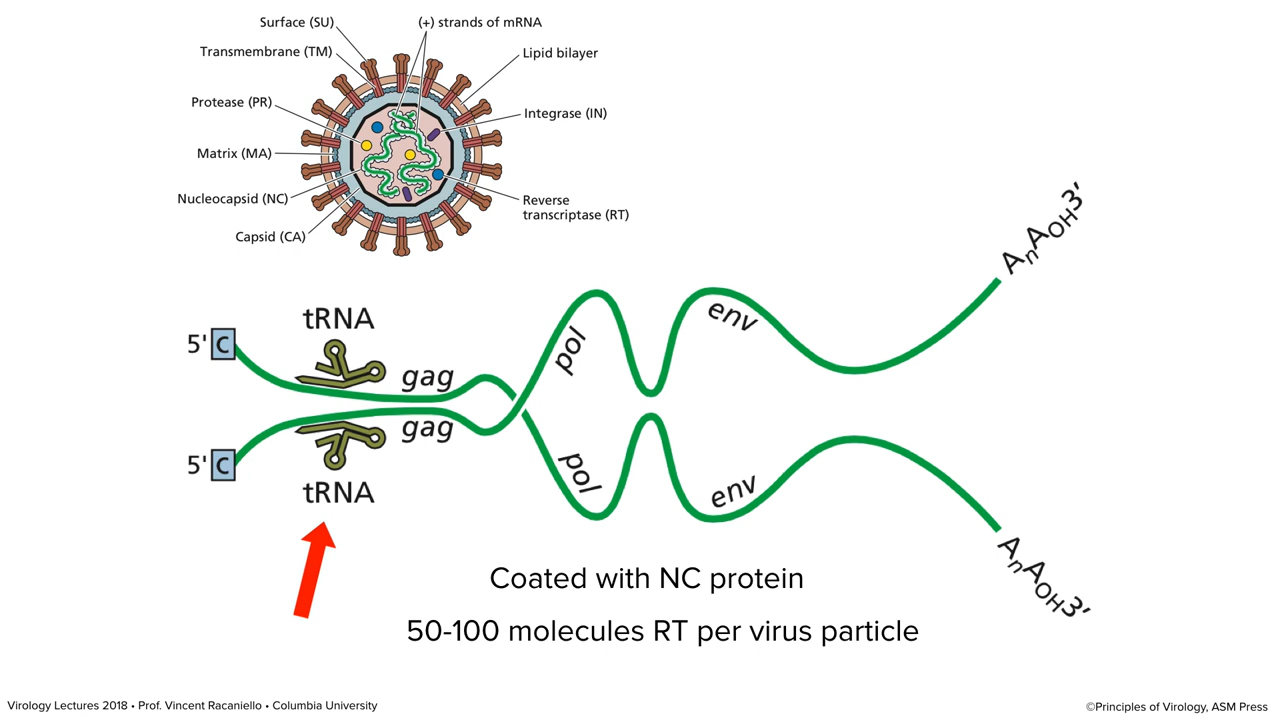 Surface (SU)
(+) strands of mRNA
Transmembrane (TM)
Lipid bilayer
Protease (PR)
Integrase (IN)
Matrix (MA)
Nucleocapsid (NC)
Reverse
transcriptase (RT)
Capsid (CA)
AnAOH3'
tRNA
5' C
gag
pol
env
gag
pol
env
5' C
tRNA
AnAOH3'
Coated with NC protein
50-100 molecules RT per virus particle
Virology Lectures 2018 • Prof. Vincent Racaniello • Columbia University
©Principles of Virology, ASM Press